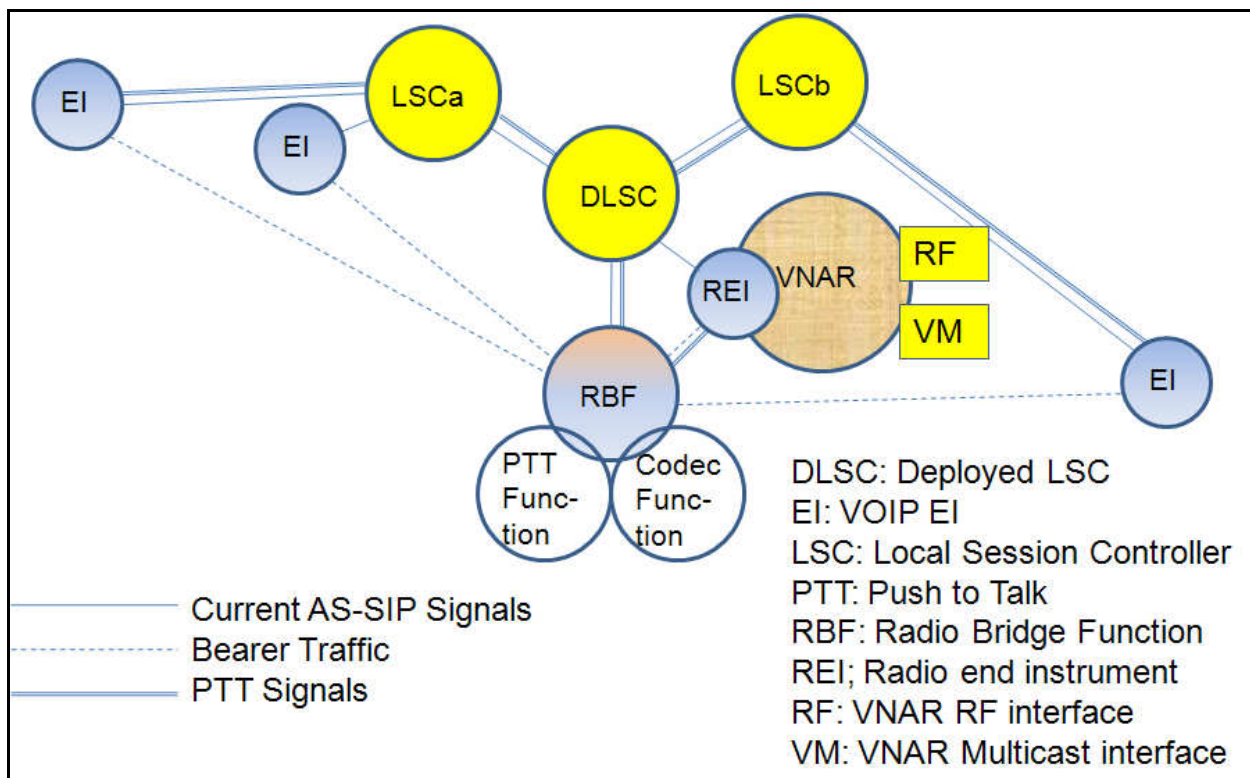 EI
LSCa
LSCb
EI
DLSC
REI
VNAR
RF
VM
RBF
EI
PTT
Func-
tion
Codec
Func-
tion
Current AS-SIP Signals
Bearer Traffic
PTT Signals
DLSC: Deployed LSC
EI: VOIP EI
LSC: Local Session Controller
PTT: Push to Talk
RBF: Radio Bridge Function
REI; Radio end instrument
RF: VNAR RF interface
VM: VNAR Multicast interface